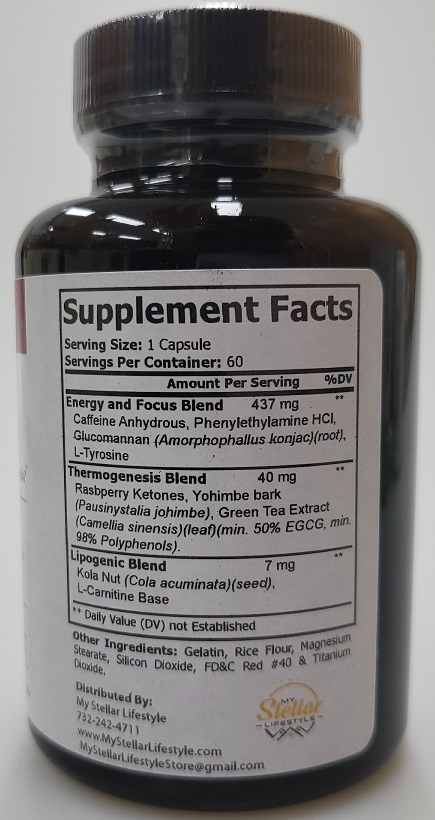 Supplement Facts
Serving Size: 1 Capsule
Servings Per Container: 60
Amount Per Serving %DV
Energy and Focus Blend 437 mg **
Caffeine Anhydrous, Phenylethylamine HCl,
Glucomannan (Amorphophallus konjac)(root),
L-Tyrosine
Thermogenesis Blend 40 mg **
Rasbperry Ketones, Yohimbe bark
(Pausinystalia johimbe), Green Tea Extract
(Camellia sinensis)(leaf)(min. 50% EGCG, min.
98% Polyphenols).
Lipogenic Blend 7 mg **
Kola Nut (Cola acuminata)(seed),
L-Carnitine Base
** Daily Value (DV) not Established
Other Ingredients: Gelatin, Rice Flour, Magnesium
Stearate, Silicon Dioxide, FD&C Red #40 & Titanium
Dioxide.
Distributed By:
My Stellar Lifestyle
732-242-4711
www.MyStellarLifestyle.com
MyStellarLifestyleStore@gmail.com
MY
Stellar
LIFESTYLE